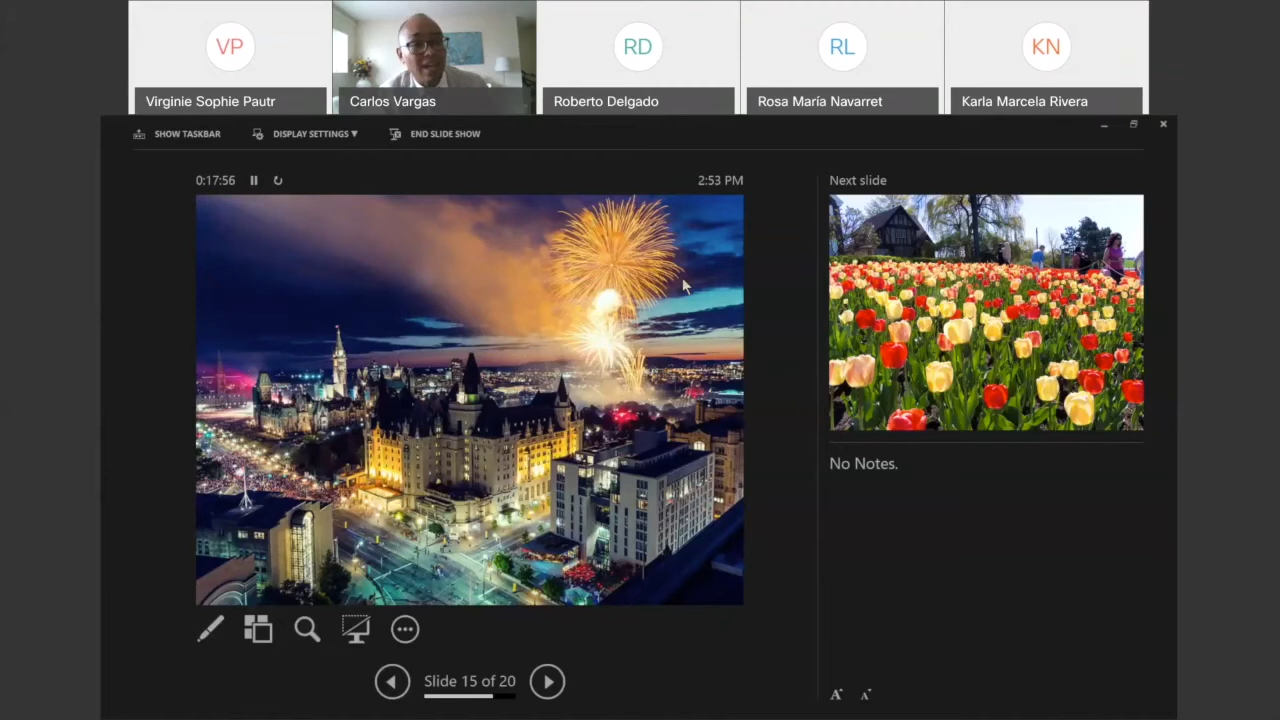 VP
RD
RL
KN
Virginie Sophie Pautr
Carlos Vargas
Roberto Delgado
Rosa María Navarret
Karla Marcela Rivera
SHOW TASKBAR
DISPLAY SETTINGS ▼
END SLIDE SHOW
0:17:56
2:53 PM
Next slide
No Notes.
Slide 15 of 20
A A